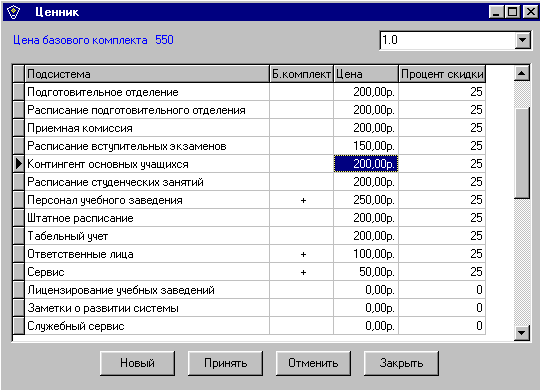 Ценник
Цена базового комплекта 550 1.0
Подсистема Б.комплект Цена Процент скидки
Подготовительное отделение 200,00р. 25
Расписание подготовительного отделения 200,00р. 25
Приемная комиссия 200,00р. 25
Расписание вступительных экзаменов 150,00р. 25
Контингент основных учащихся 200,00р. 25
Расписание студенческих занятий 200,00р. 25
Персонал учебного заведения + 250,00р. 25
Штатное расписание 200,00р. 25
Табельный учет 200,00р. 25
Ответственные лица + 100,00р. 25
Сервис + 50,00р. 25
Лицензирование учебных заведений 0,00р. 0
Заметки о развитии системы 0,00р. 0
Служебный сервис 0,00р. 0
Новый Принять Отменить Закрыть